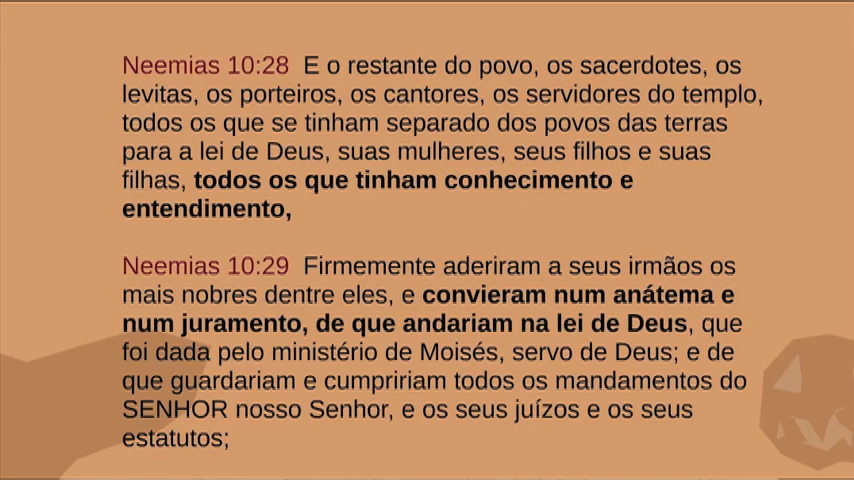 Neemias 10:28  E o restante do povo, os sacerdotes, os
levitas, os porteiros, os cantores, os servidores do templo,
todos os que se tinham separado dos povos das terras
para a lei de Deus, suas mulheres, seus filhos e suas
filhas, todos os que tinham conhecimento e
entendimento,
Neemias 10:29  Firmemente aderiram a seus irmãos os
mais nobres dentre eles, e convieram num anátema e
num juramento, de que andariam na lei de Deus, que
foi dada pelo ministério de Moisés, servo de Deus; e de
que guardariam e cumpririam todos os mandamentos do
SENHOR nosso Senhor, e os seus juízos e os seus
estatutos;